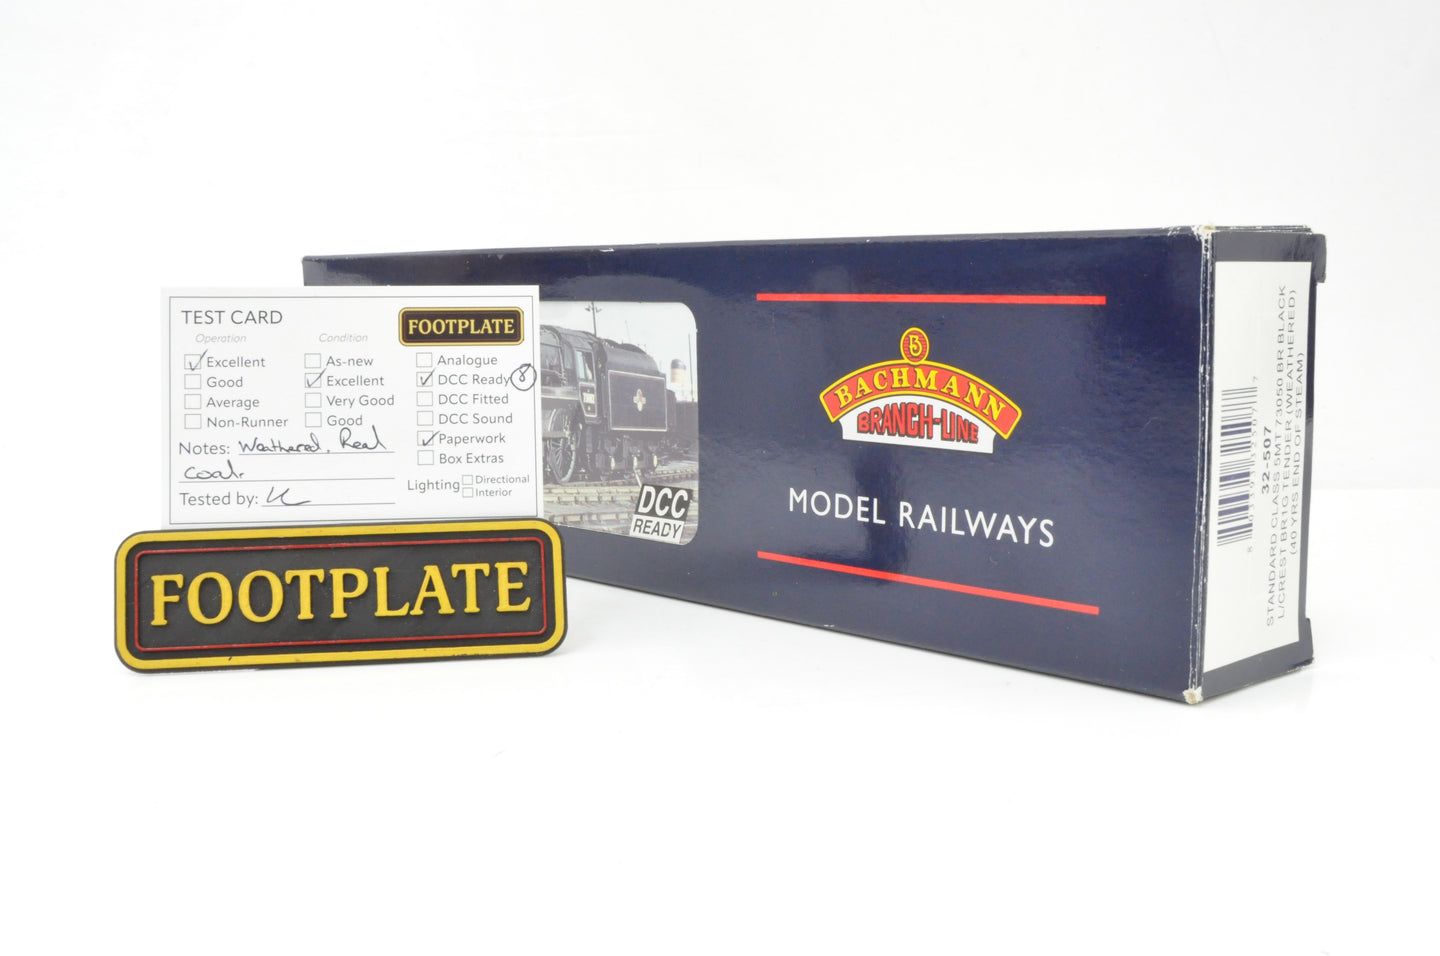 TEST CARD
FOOTPLATE
Operation
Excellent
Good
Average
Non-Runner
Condition
As-new
Excellent
Very Good
Good
Analogue
DCC Ready 8
DCC Fitted
DCC Sound
Paperwork
Box Extras
Notes: Weathered, Real
coal.
Lighting Directional
Interior
Tested by:
FOOTPLATE
DCC
READY
B
BACHMANN
BRANCH-LINE
MODEL RAILWAYS
32-507
STANDARD CLASS 5MT 73050 BR BLACK
L/CREST BR1G TENDER (WEATHERED)
(40 YRS END OF STEAM)